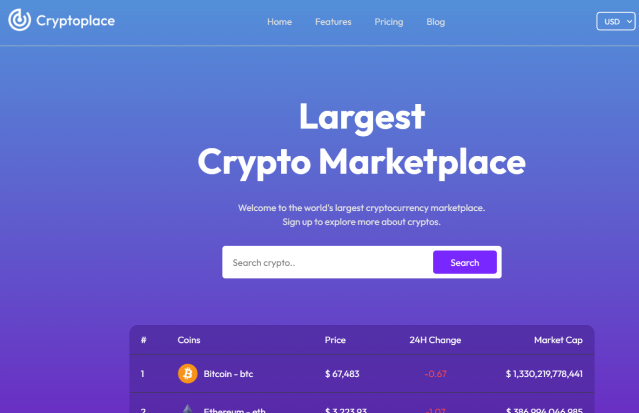 Cryptoplace
Home Features Pricing Blog
USD
Largest
Crypto Marketplace
Welcome to the world's largest cryptocurrency marketplace.
Sign up to explore more about cryptos.
Search crypto.. Search
# Coins Price 24H Change Market Cap
1 Bitcoin - btc $ 67,483 -0.67 $ 1,330,219,778,441
2 Ethereum - eth $ 3,223.93 -1.07 $ 386,994,046,985